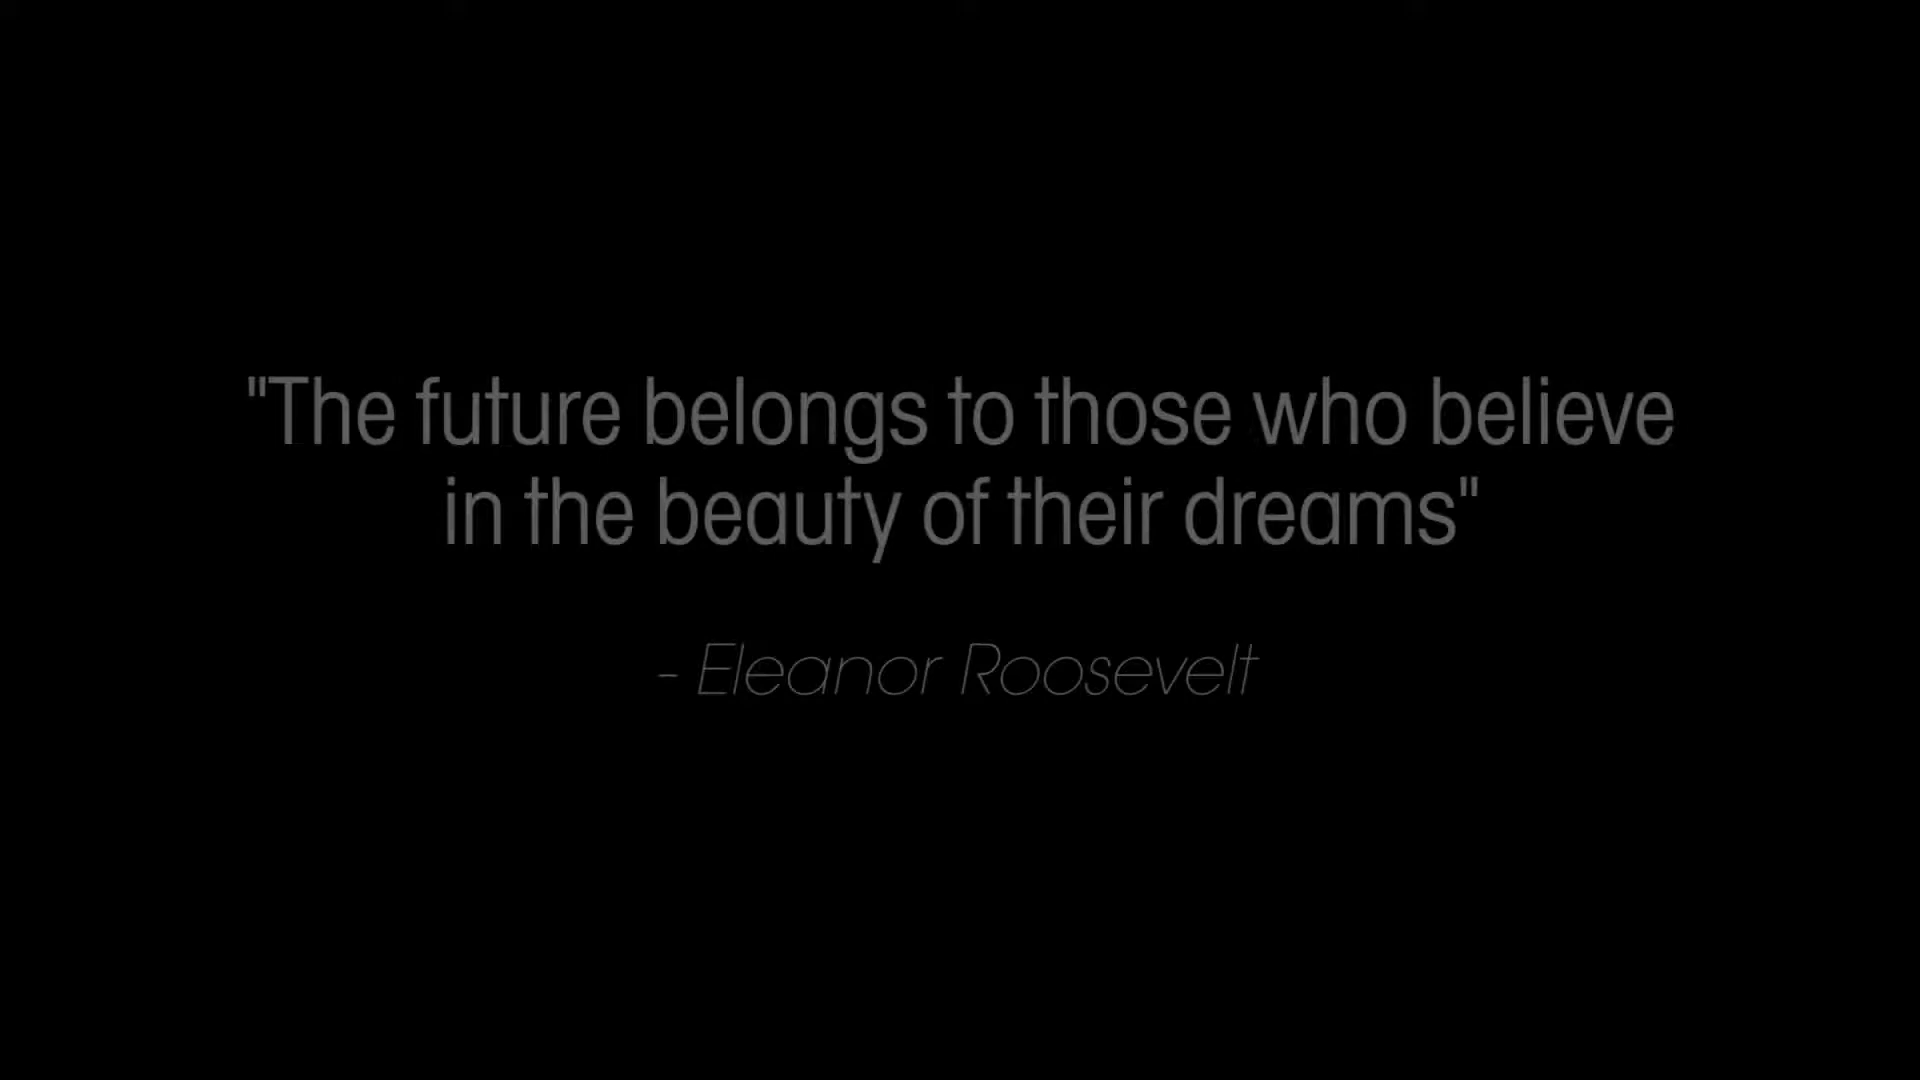 "The future belongs to those who believe
in the beauty of their dreams"
- Eleanor Roosevelt